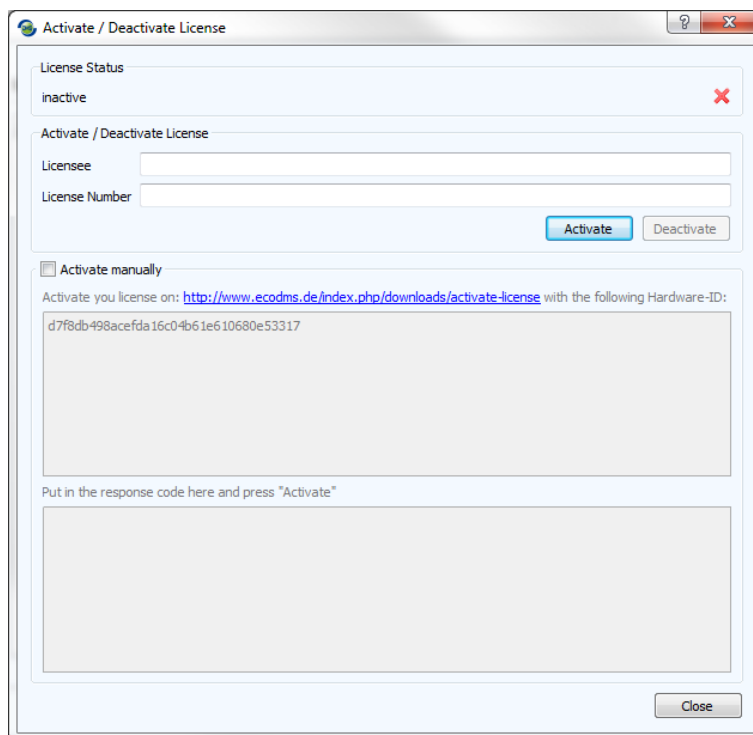 Activate / Deactivate License
License Status
inactive
Activate / Deactivate License
Licensee
License Number
Activate Deactivate
Activate manually
Activate you license on: http://www.ecodms.de/index.php/downloads/activate-license with the following Hardware-ID:
d7f8db498acefda16c04b61e610680e53317
Put in the response code here and press "Activate"
Close